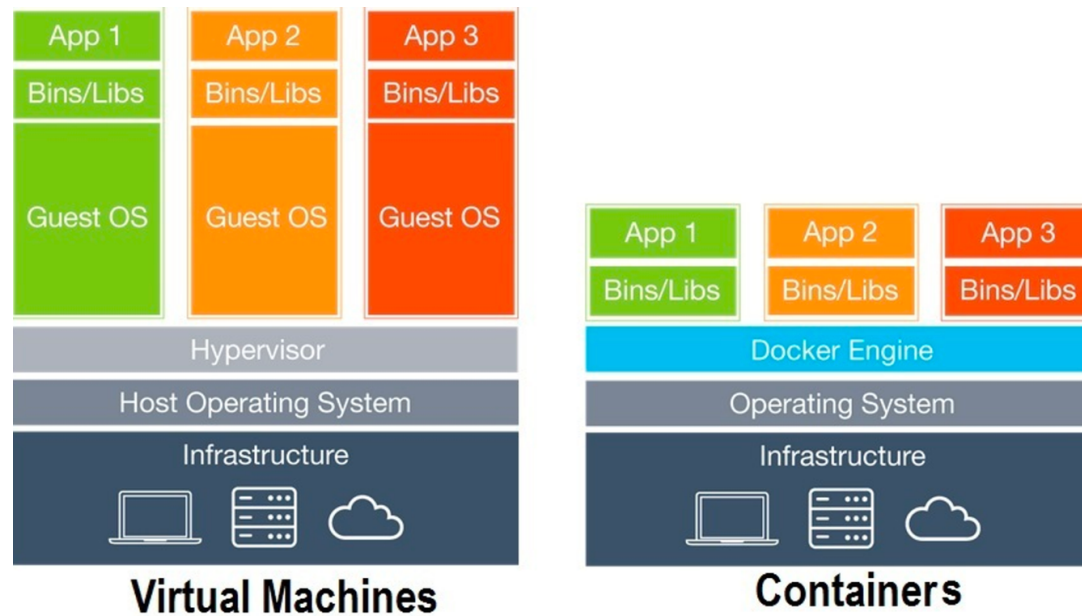 App 1
App 2
App 3
Bins/Libs
Bins/Libs
Bins/Libs
Guest OS
Guest OS
Guest OS
Hypervisor
Host Operating System
Infrastructure
Virtual Machines
App 1
App 2
App 3
Bins/Libs
Bins/Libs
Bins/Libs
Docker Engine
Operating System
Infrastructure
Containers